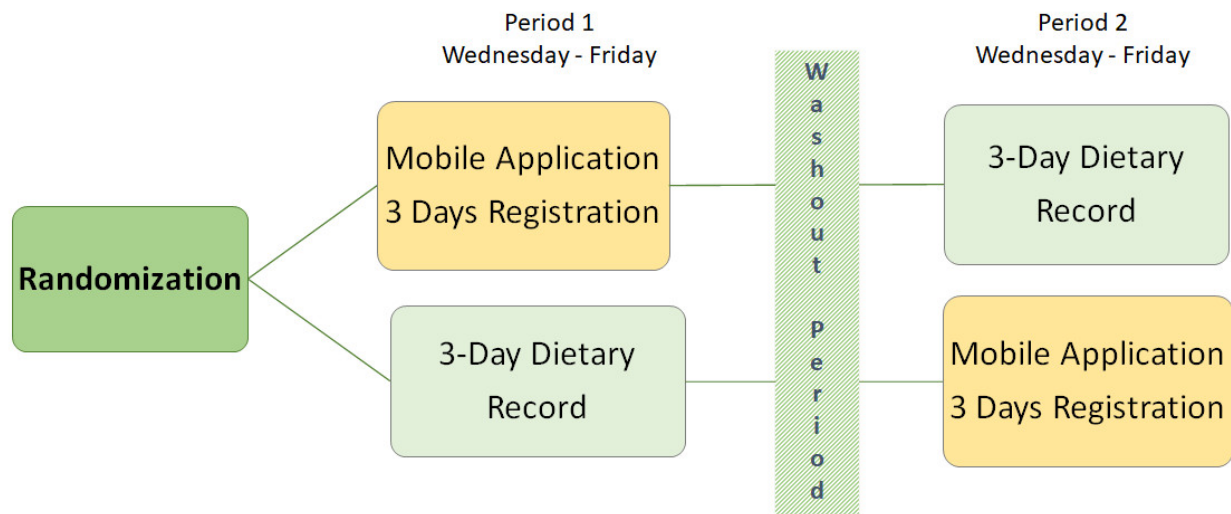 Period 1
Wednesday - Friday
Period 2
Wednesday - Friday
Randomization
Mobile Application
3 Days Registration
3-Day Dietary
Record
Washout period
3-Day Dietary
Record
Mobile Application
3 Days Registration